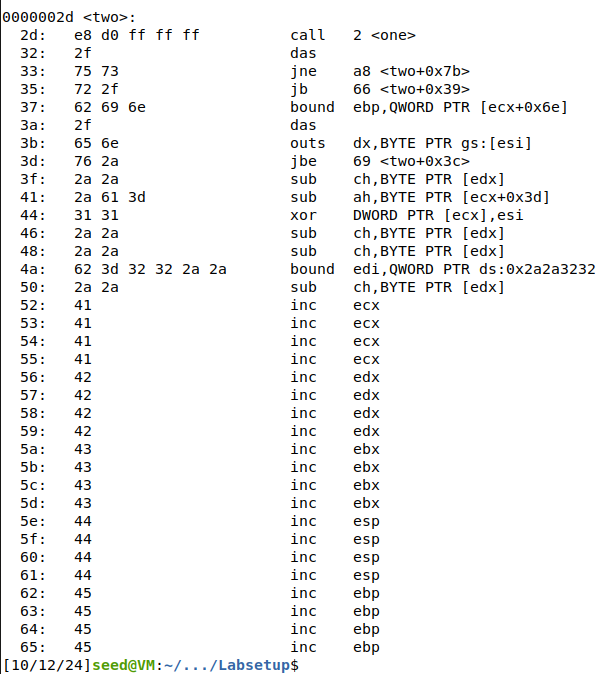 0000002d <two>:
2d: e8 d0 ff ff ff call 2 <one>
32: 2f das
33: 75 73 jne a8 <two+0x7b>
35: 72 2f jb 66 <two+0x39>
37: 62 69 6e bound ebp,QWORD PTR [ecx+0x6e]
3a: 2f das
3b: 65 6e outs dx,BYTE PTR gs:[esi]
3d: 76 2a jbe 69 <two+0x3c>
3f: 2a 2a sub ch,BYTE PTR [edx]
41: 2a 61 3d sub ah,BYTE PTR [ecx+0x3d]
44: 31 31 xor DWORD PTR [ecx],esi
46: 2a 2a sub ch,BYTE PTR [edx]
48: 2a 2a sub ch,BYTE PTR [edx]
4a: 62 3d 32 32 2a 2a bound edi,QWORD PTR ds:0x2a2a3232
50: 2a 2a sub ch,BYTE PTR [edx]
52: 41 inc ecx
53: 41 inc ecx
54: 41 inc ecx
55: 41 inc ecx
56: 42 inc edx
57: 42 inc edx
58: 42 inc edx
59: 42 inc edx
5a: 43 inc ebx
5b: 43 inc ebx
5c: 43 inc ebx
5d: 43 inc ebx
5e: 44 inc esp
5f: 44 inc esp
60: 44 inc esp
61: 44 inc esp
62: 45 inc ebp
63: 45 inc ebp
64: 45 inc ebp
65: 45 inc ebp
[10/12/24]seed@VM:~/.../Labsetup$